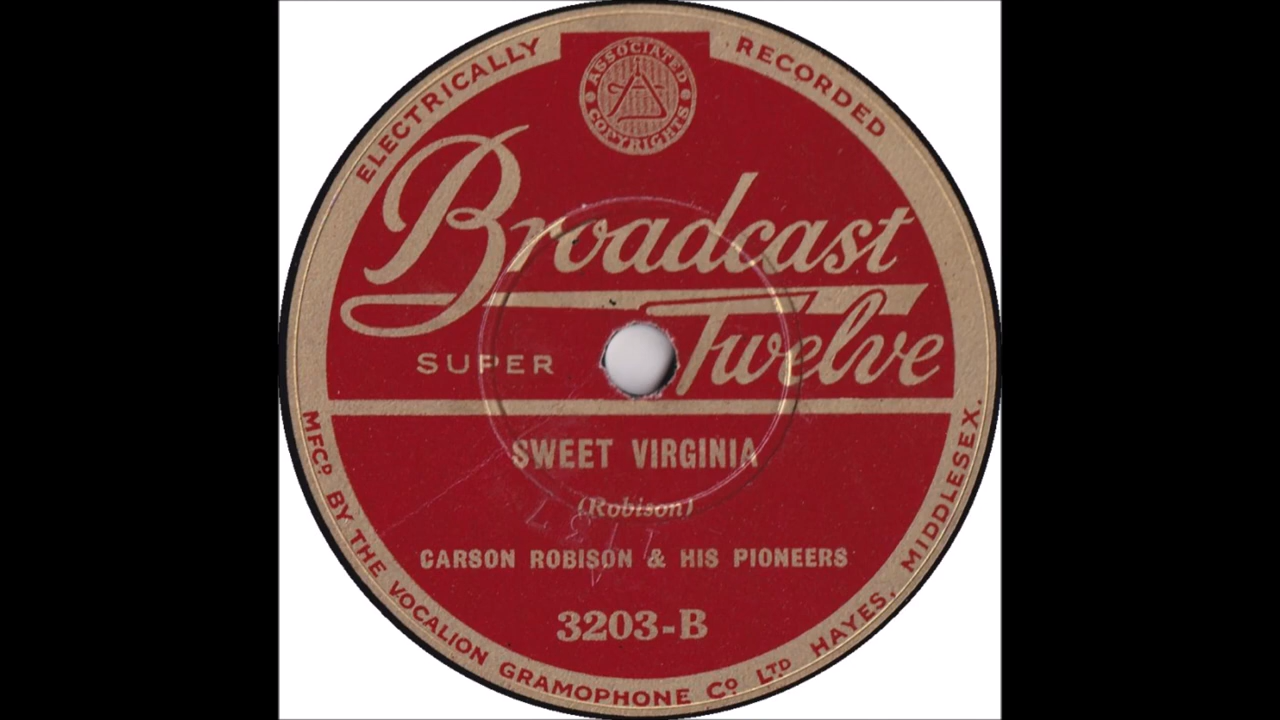 ELECTRICALLY RECORDED
ASSOCIATED COPYRIGHTS
Broadcast
Twelve
SUPER
SWEET VIRGINIA
(Robison)
CARSON ROBISON & HIS PIONEERS
3203-B
MFCD. BY THE VOCALION GRAMOPHONE CO LTD HAYES, MIDDLESEX.